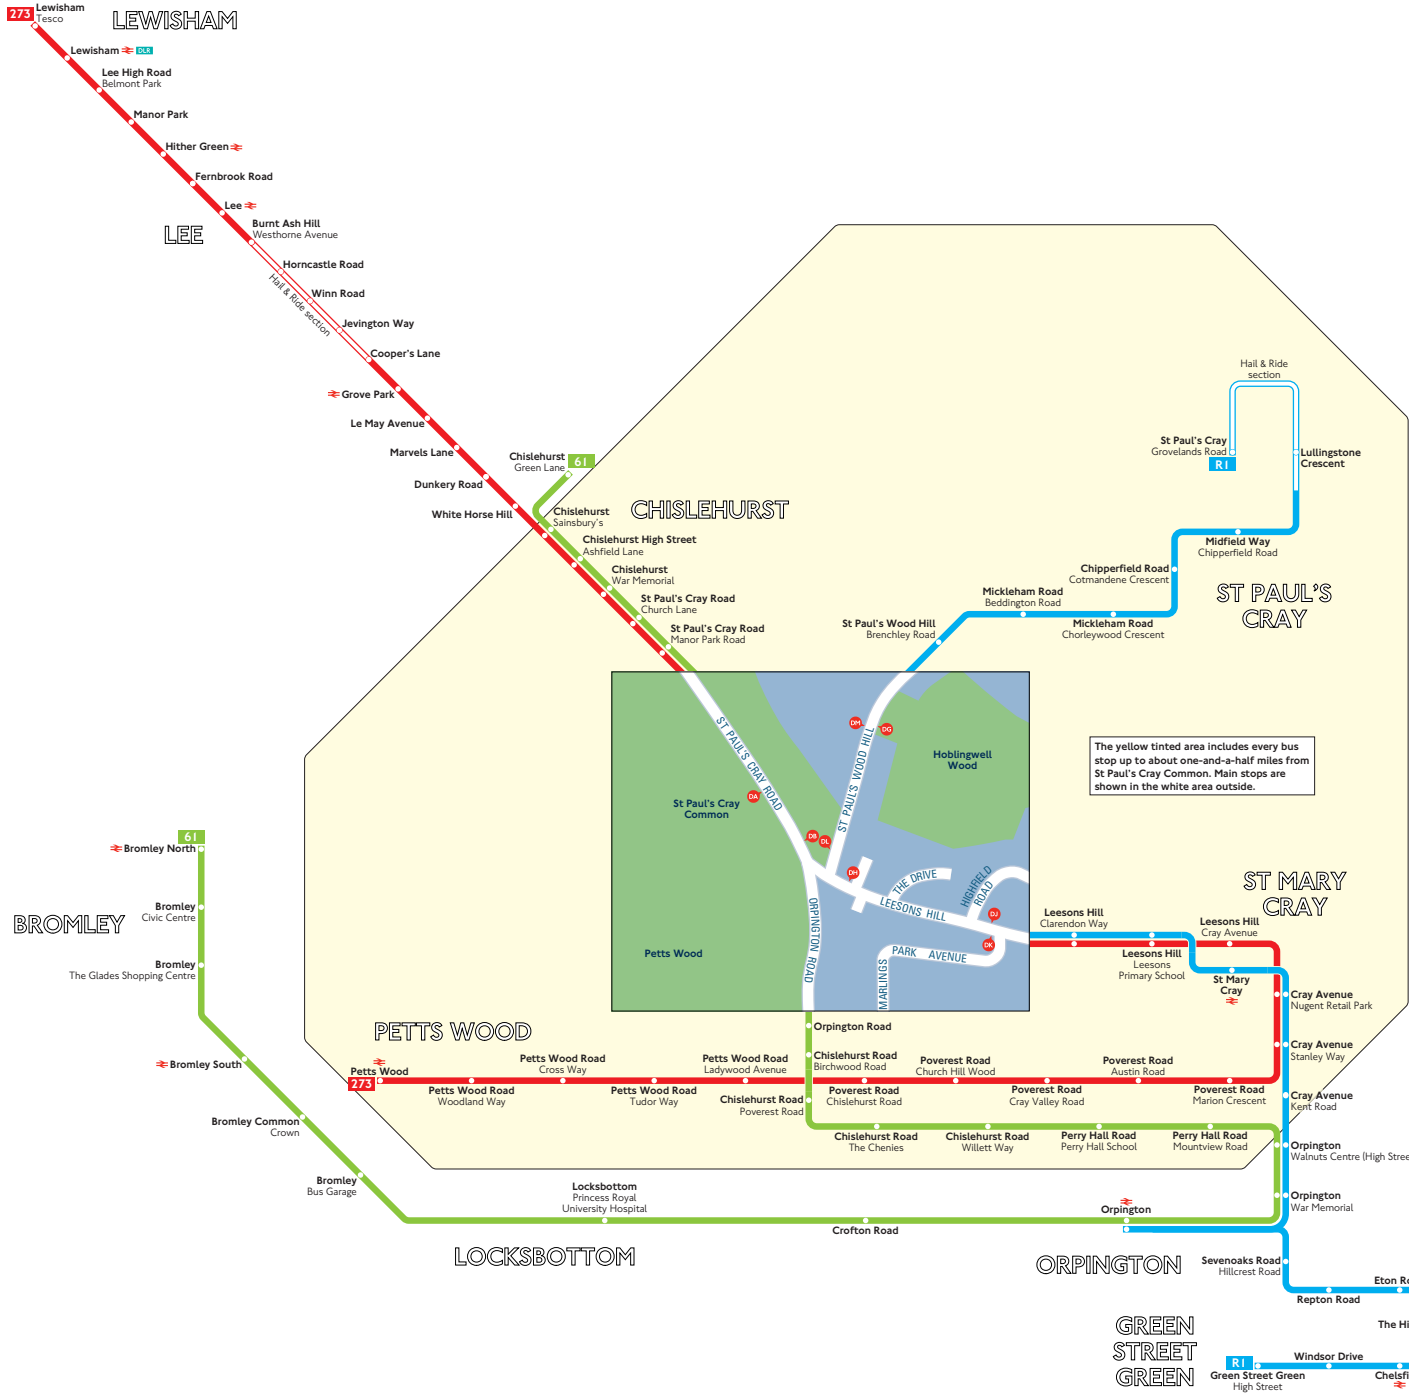 273
Lewisham
Tesco
LEWISHAM
Lewisham
DLR
Lee High Road
Belmont Park
Manor Park
Hither Green
Fernbrook Road
Lee
Burnt Ash Hill
Westhorne Avenue
LEE
Horncastle Road
Hail & Ride section
Winn Road
Jevington Way
Cooper's Lane
Grove Park
Le May Avenue
Marvels Lane
Dunkery Road
White Horse Hill
Chislehurst
Green Lane
61
Chislehurst
Sainsbury's
CHISLEHURST
Chislehurst High Street
Ashfield Lane
Chislehurst
War Memorial
St Paul's Cray Road
Church Lane
St Paul's Cray Road
Manor Park Road
Hail & Ride
section
St Paul's Cray
Grovelands Road
R1
Lullingstone
Crescent
Midfield Way
Chipperfield Road
Chipperfield Road
Cotmandene Crescent
ST PAUL'S
CRAY
Mickleham Road
Beddington Road
Mickleham Road
Chorleywood Crescent
St Paul's Wood Hill
Brenchley Road
ST PAUL'S CRAY ROAD
ST PAUL'S WOOD HILL
DM
DG
Hoblingwell
Wood
DA
St Paul's Cray
Common
DB
DL
DH
THE DRIVE
HIGHFIELD
ROAD
LEESONS HILL
DJ
DK
ORPINGTON ROAD
Petts Wood
PARK AVENUE
MARLINGS
The yellow tinted area includes every bus
stop up to about one-and-a-half miles from
St Paul's Cray Common. Main stops are
shown in the white area outside.
ST MARY
CRAY
Leesons Hill
Clarendon Way
Leesons Hill
Leesons
Primary School
Leesons Hill
Cray Avenue
St Mary
Cray
Cray Avenue
Nugent Retail Park
Cray Avenue
Stanley Way
Cray Avenue
Kent Road
Orpington
Walnuts Centre (High Stree
Orpington
War Memorial
61
Bromley North
Bromley
Civic Centre
BROMLEY
Bromley
The Glades Shopping Centre
Bromley South
Bromley Common
Crown
Bromley
Bus Garage
PETTS WOOD
Petts Wood
273
Petts Wood Road
Woodland Way
Petts Wood Road
Cross Way
Petts Wood Road
Tudor Way
Petts Wood Road
Ladywood Avenue
Orpington Road
Chislehurst Road
Birchwood Road
Chislehurst Road
Poverest Road
Poverest Road
Chislehurst Road
Poverest Road
Church Hill Wood
Poverest Road
Cray Valley Road
Poverest Road
Austin Road
Poverest Road
Marion Crescent
Chislehurst Road
The Chenies
Chislehurst Road
Willett Way
Perry Hall Road
Perry Hall School
Perry Hall Road
Mountview Road
Locksbottom
Princess Royal
University Hospital
LOCKSBOTTOM
Crofton Road
Orpington
ORPINGTON
Sevenoaks Road
Hillcrest Road
Repton Road
Eton Ro
The Hi
GREEN
STREET
GREEN
R1
Green Street Green
High Street
Windsor Drive
Chelsfi